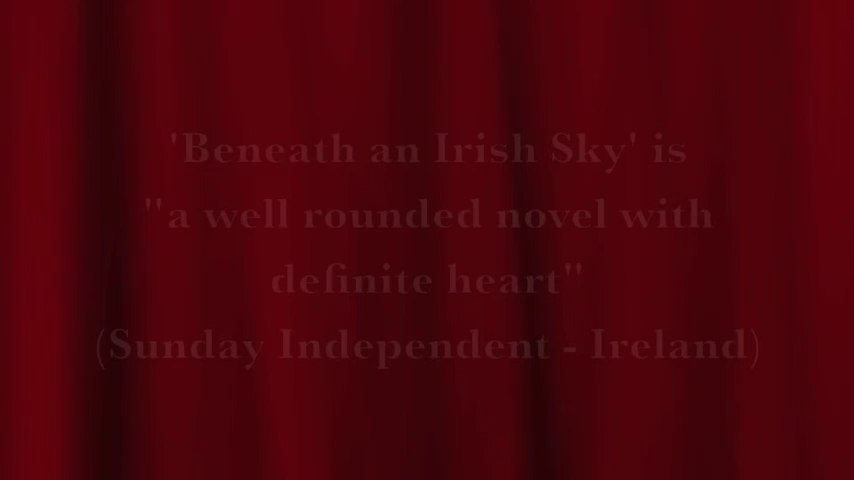 'Beneath an Irish Sky' is
"a well rounded novel with
definite heart"
(Sunday Independent - Ireland)